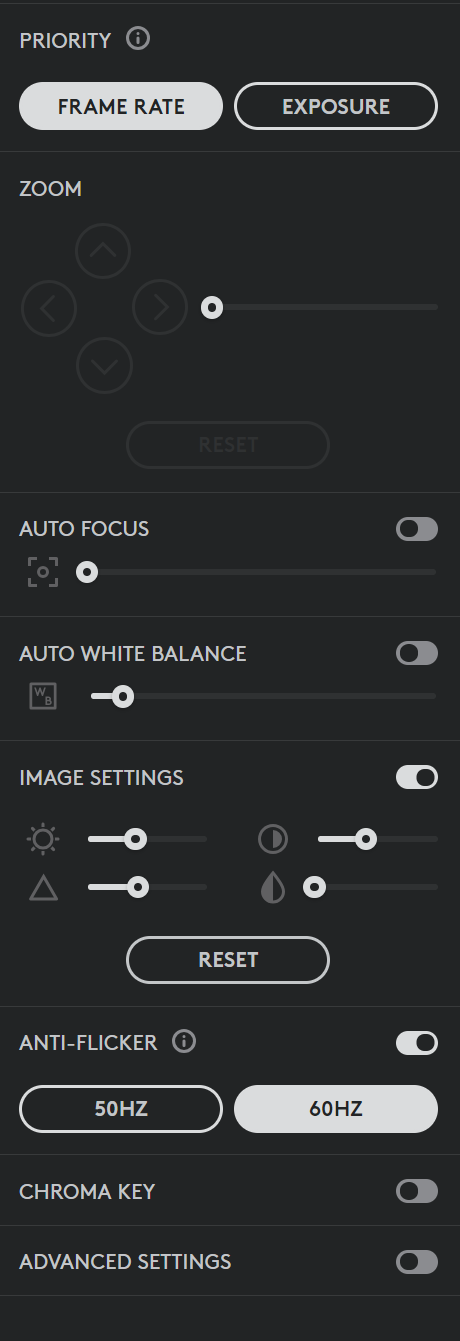 PRIORITY
FRAME RATE EXPOSURE
ZOOM
RESET
AUTO FOCUS
AUTO WHITE BALANCE
WB
IMAGE SETTINGS
RESET
ANTI-FLICKER
50HZ 60HZ
CHROMA KEY
ADVANCED SETTINGS